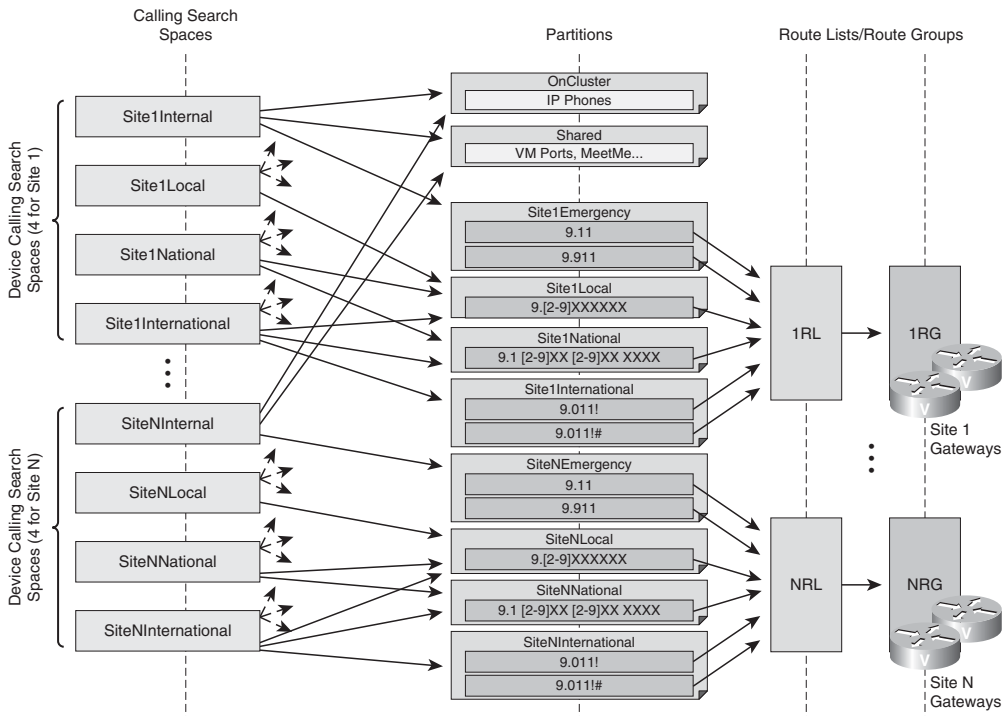 Calling Search
Spaces
Partitions
Route Lists/Route Groups
Device Calling Search
Spaces (4 for Site 1)
Site1Internal
Site1Local
Site1National
Site1International
Device Calling Search
Spaces (4 for Site N)
SiteNInternal
SiteNLocal
SiteNNational
SiteNInternational
OnCluster
IP Phones
Shared
VM Ports, MeetMe...
Site1Emergency
9.11
9.911
Site1Local
9.[2-9]XXXXXX
Site1National
9.1 [2-9]XX [2-9]XX XXXX
Site1International
9.011!
9.011!#
SiteNEmergency
9.11
9.911
SiteNLocal
9.[2-9]XXXXXX
SiteNNational
9.1 [2-9]XX [2-9]XX XXXX
SiteNInternational
9.011!
9.011!#
1RL
1RG
V
V
Site 1
Gateways
NRL
NRG
V
V
Site N
Gateways